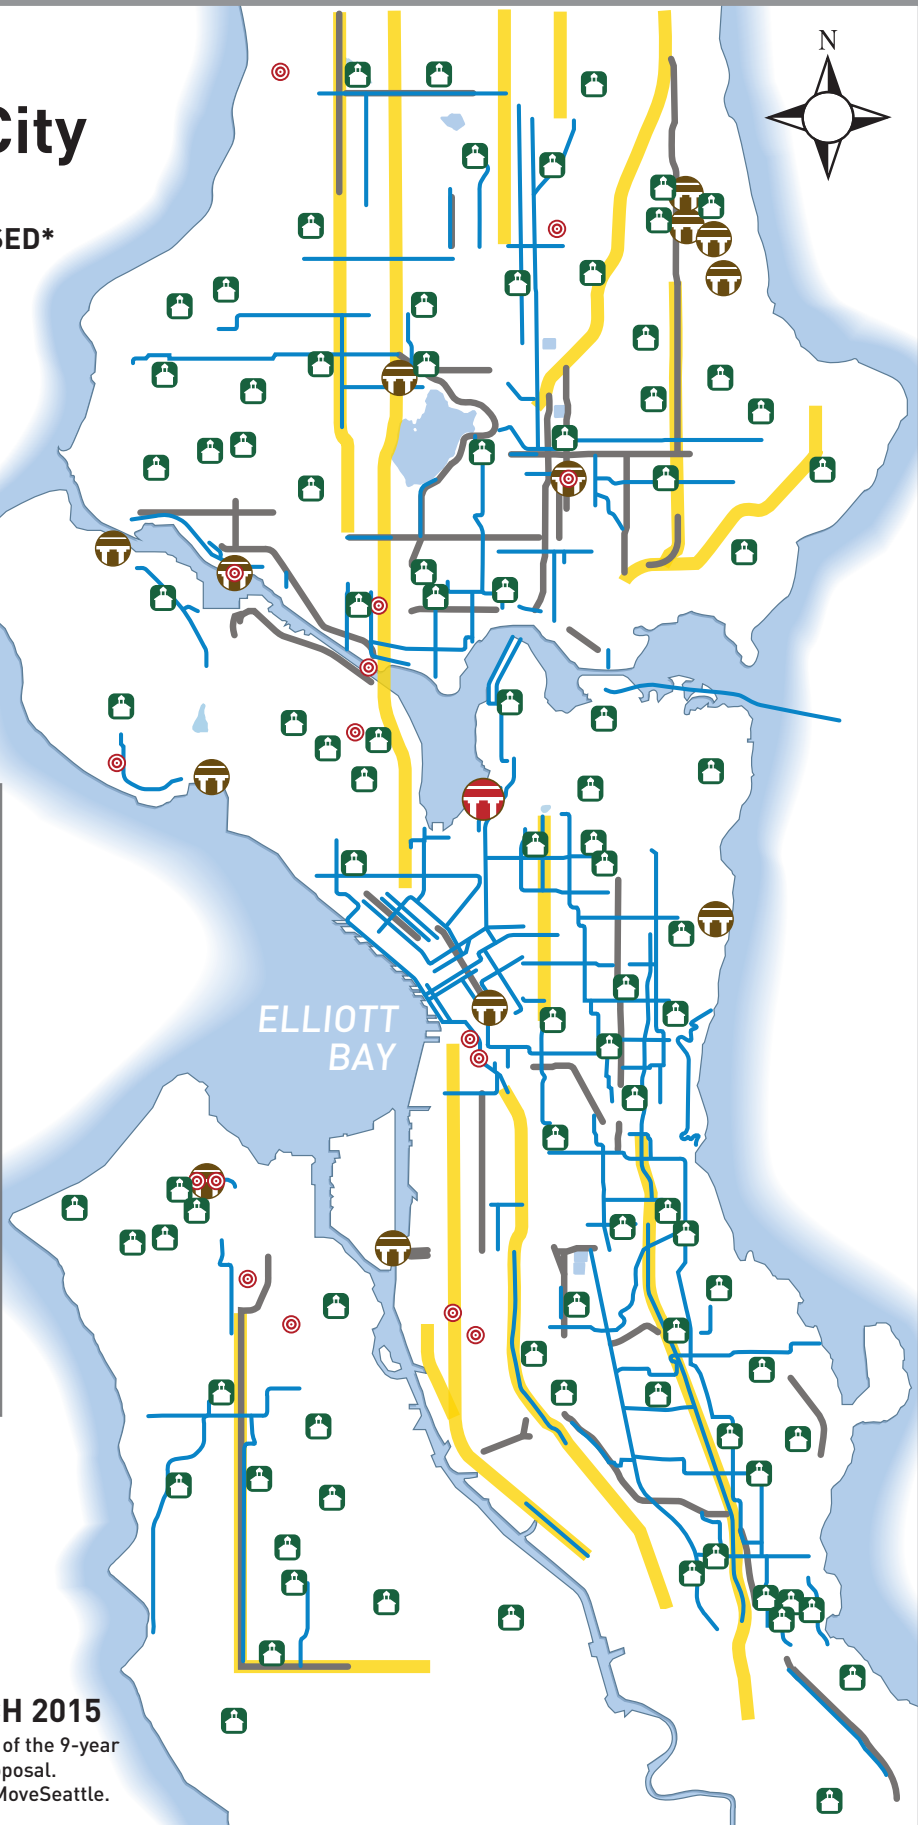 N
City
SED*
ELLIOTT
BAY
H 2015
of the 9-year
posal.
MoveSeattle.